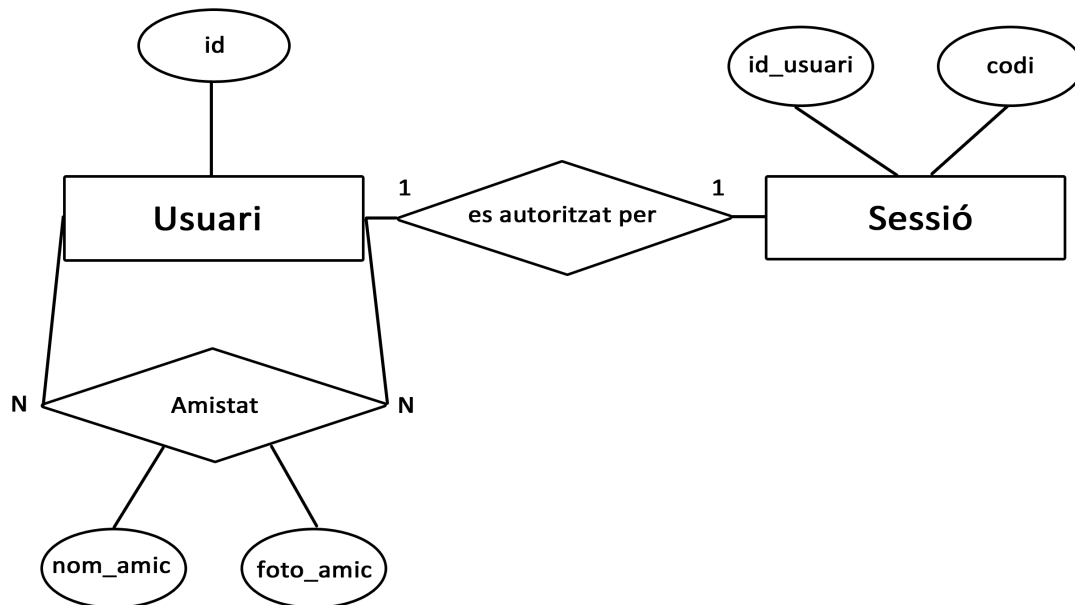 id
id_usuari
codi
Usuari
1
es autoritzat per
1
Sessió
N
Amistat
N
nom_amic
foto_amic